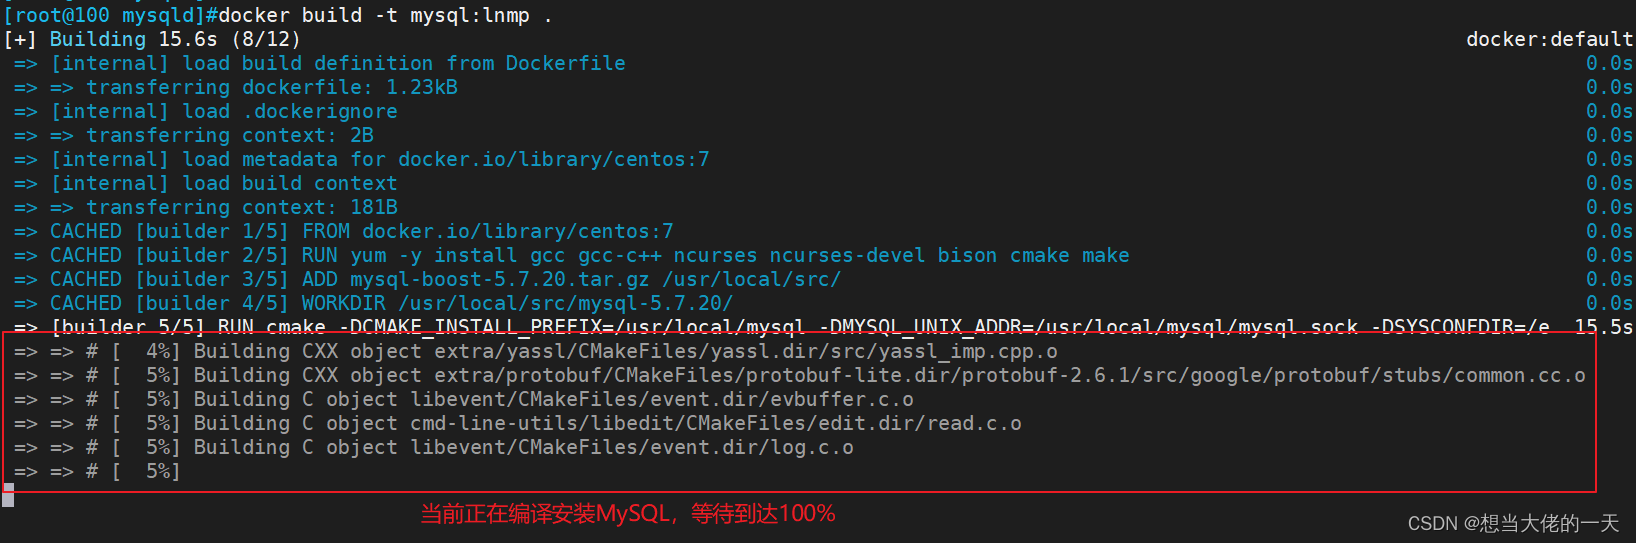 [root@100 mysqld]#docker build -t mysql:lnmp .
[+] Building 15.6s (8/12) docker:default
=> [internal] load build definition from Dockerfile 0.0s
=> => transferring dockerfile: 1.23kB 0.0s
=> [internal] load .dockerignore 0.0s
=> => transferring context: 2B 0.0s
=> [internal] load metadata for docker.io/library/centos:7 0.0s
=> [internal] load build context 0.0s
=> => transferring context: 181B 0.0s
=> CACHED [builder 1/5] FROM docker.io/library/centos:7 0.0s
=> CACHED [builder 2/5] RUN yum -y install gcc gcc-c++ ncurses ncurses-devel bison cmake make 0.0s
=> CACHED [builder 3/5] ADD mysql-boost-5.7.20.tar.gz /usr/local/src/ 0.0s
=> CACHED [builder 4/5] WORKDIR /usr/local/src/mysql-5.7.20/ 0.0s
=> [builder 5/5] RUN cmake -DCMAKE_INSTALL_PREFIX=/usr/local/mysql -DMYSQL_UNIX_ADDR=/usr/local/mysql/mysql.sock -DSYSCONFDIR=/e 15.5s
=> => # [  4%] Building CXX object extra/yassl/CMakeFiles/yassl.dir/src/yassl_imp.cpp.o
=> => # [  5%] Building CXX object extra/protobuf/CMakeFiles/protobuf-lite.dir/protobuf-2.6.1/src/google/protobuf/stubs/common.cc.o
=> => # [  5%] Building C object libevent/CMakeFiles/event.dir/evbuffer.c.o
=> => # [  5%] Building C object cmd-line-utils/libedit/CMakeFiles/edit.dir/read.c.o
=> => # [  5%] Building C object libevent/CMakeFiles/event.dir/log.c.o
=> => # [  5%]
当前正在编译安装MySQL，等待到达100%
CSDN @想当大佬的一天